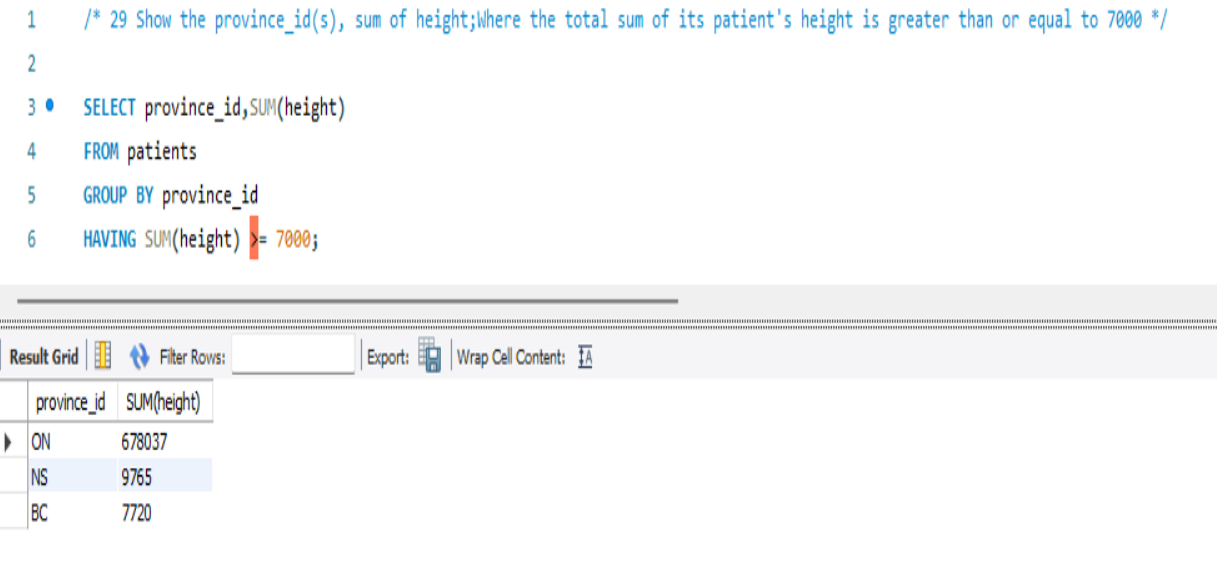 1 /* 29 Show the province_id(s), sum of height;Where the total sum of its patient's height is greater than or equal to 7000 */
2
3 SELECT province_id,SUM(height)
4 FROM patients
5 GROUP BY province_id
6 HAVING SUM(height) >= 7000;
Result Grid Filter Rows: Export: Wrap Cell Content: IA
province_id SUM(height)
ON 678037
NS 9765
BC 7720